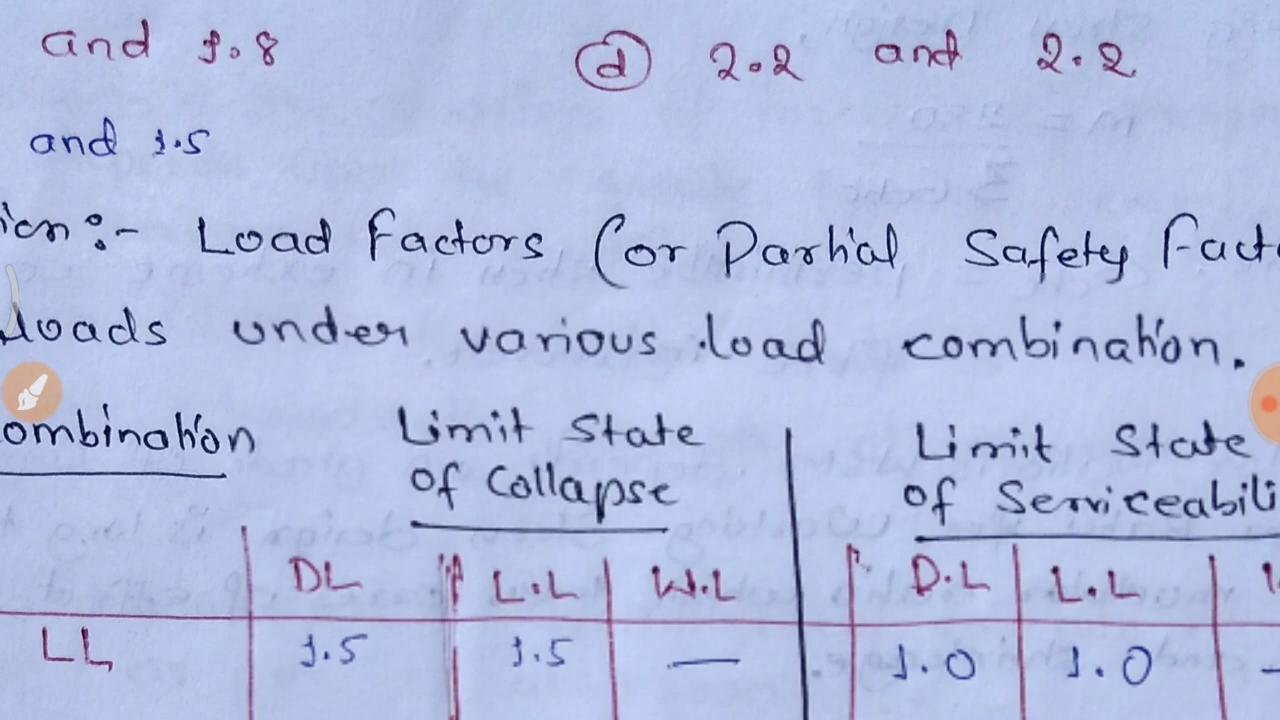 and 1.8 (d) 2.2 and 2.2
and 1.5
ion:- Load factors (or Partial Safety fact
loads under various load combination.
ombination Limit State Limit State
of Collapse of Serviceabili
DL L.L W.L D.L L.L
LL 1.5 1.5 — 1.0 1.0 -